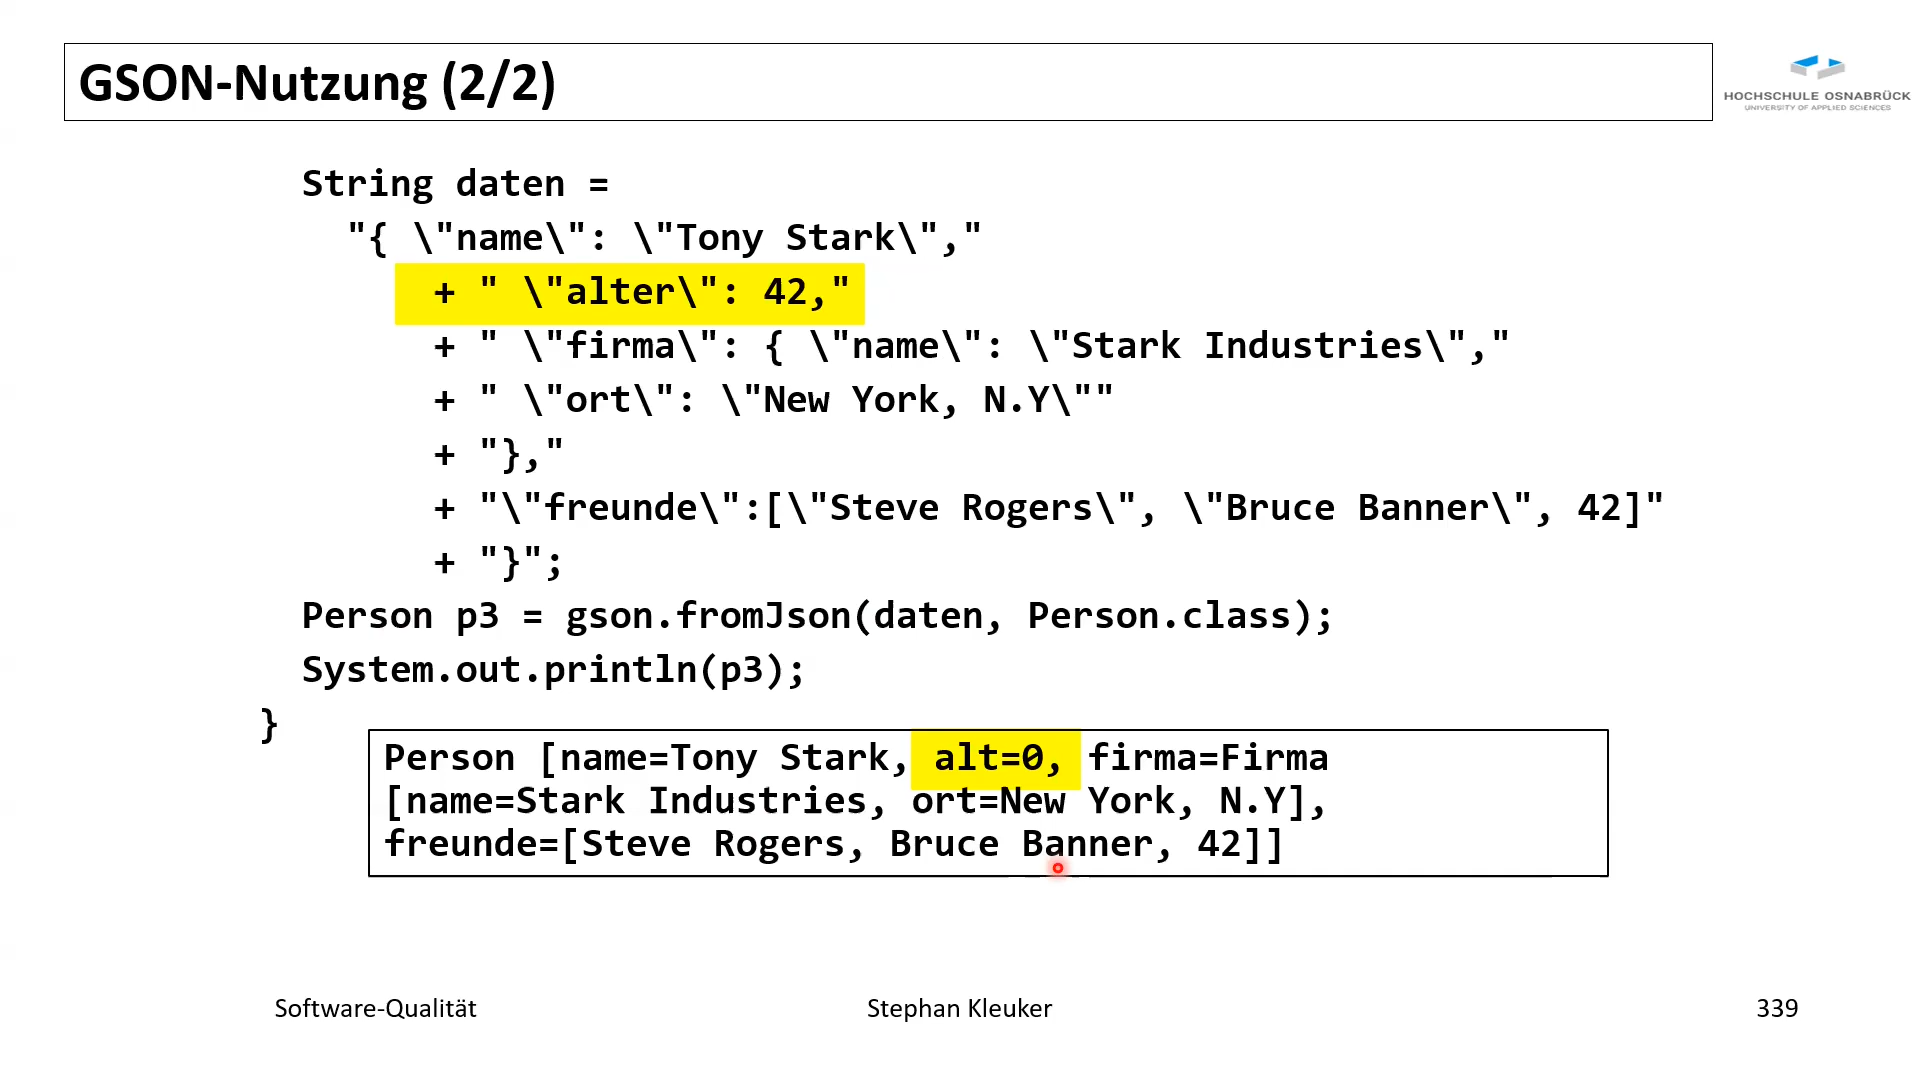 GSON-Nutzung (2/2)
HOCHSCHULE OSNABRÜCK
UNIVERSITY OF APPLIED SCIENCES
String daten =
"{ \"name\": \"Tony Stark\","
+ " \"alter\": 42,"
+ " \"firma\": { \"name\": \"Stark Industries\","
+ " \"ort\": \"New York, N.Y\""
+ "},"
+ "\"freunde\":[\"Steve Rogers\", \"Bruce Banner\", 42]"
+ "}";
Person p3 = gson.fromJson(daten, Person.class);
System.out.println(p3);
}
Person [name=Tony Stark, alt=0, firma=Firma
[name=Stark Industries, ort=New York, N.Y],
freunde=[Steve Rogers, Bruce Banner, 42]]
Software-Qualität
Stephan Kleuker
339